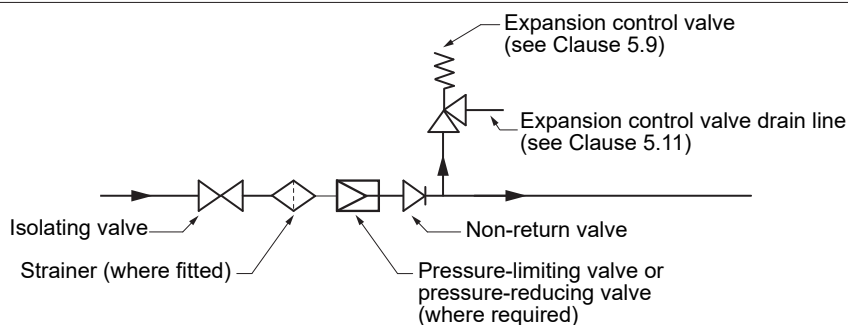 Expansion control valve
(see Clause 5.9)
Expansion control valve drain line
(see Clause 5.11)
Isolating valve
Non-return valve
Strainer (where fitted)
Pressure-limiting valve or
pressure-reducing valve
(where required)